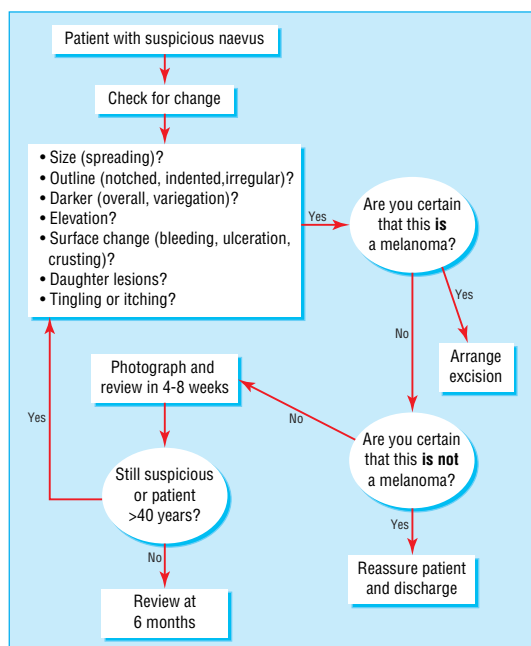 Patient with suspicious naevus
Check for change
• Size (spreading)?
• Outline (notched, indented,irregular)?
• Darker (overall, variegation)?
• Elevation?
• Surface change (bleeding, ulceration,
crusting)?
• Daughter lesions?
• Tingling or itching?
Yes
Are you certain
that this is
a melanoma?
Yes
No
Arrange
excision
Photograph and
review in 4-8 weeks
No
Are you certain
that this is not
a melanoma?
Yes
Still suspicious
or patient
>40 years?
Yes
Reassure patient
and discharge
No
Review at
6 months